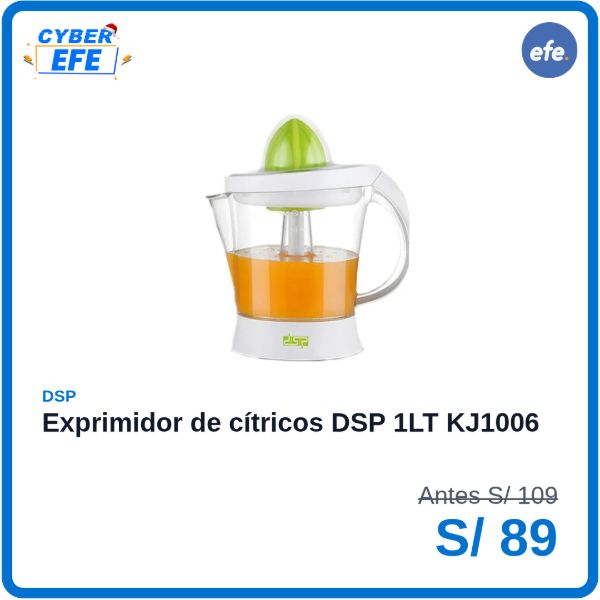 CYBER
EFE
efe.
dsp
DSP
Exprimidor de cítricos DSP 1LT KJ1006
Antes S/ 109
S/ 89